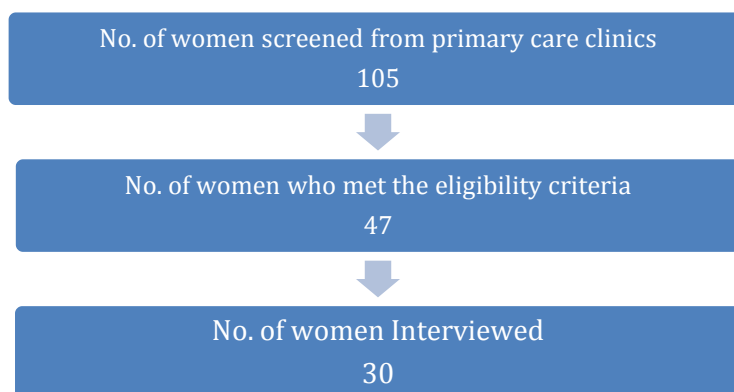 No. of women screened from primary care clinics
105
No. of women who met the eligibility criteria
47
No. of women Interviewed
30